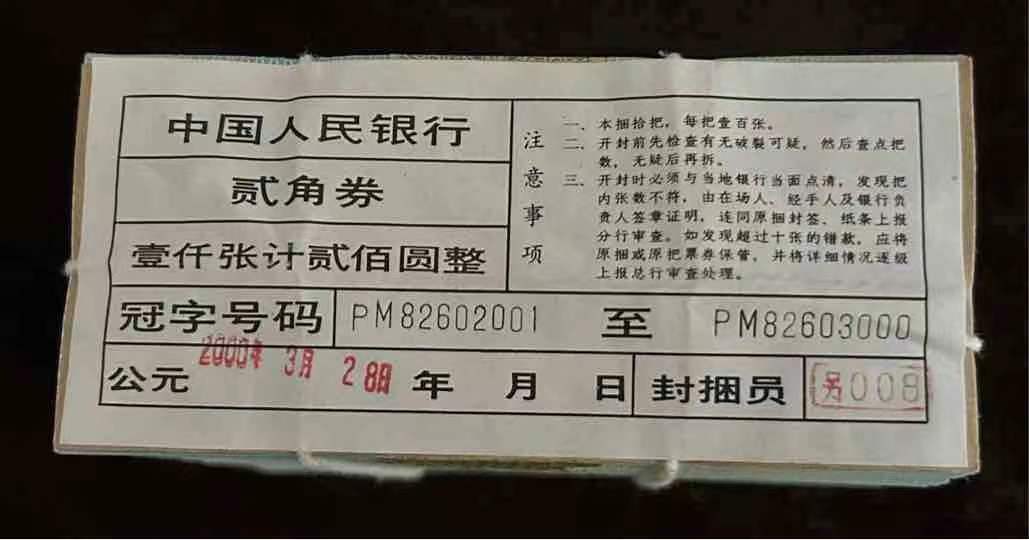 中国人民银行
贰角券
壹仟张计贰佰圆整
注意事项
一、本捆拾把，每把壹百张。
二、开封前先检查有无破裂可疑，然后查点把
数，无疑后再拆。
三、开封时必须与当地银行当面点清，发现把
内张数不符，由在场人、经手人及银行负
责人签章证明，连同原捆封签、纸条上报
分行审查。如发现超过十张的错款，应将
原捆或原把票券保管，并将详细情况逐级
上报总行审查处理。
冠字号码 PM82602001 至 PM82603000
公元 2000年 3月 28日 年 月 日 封捆员 另008